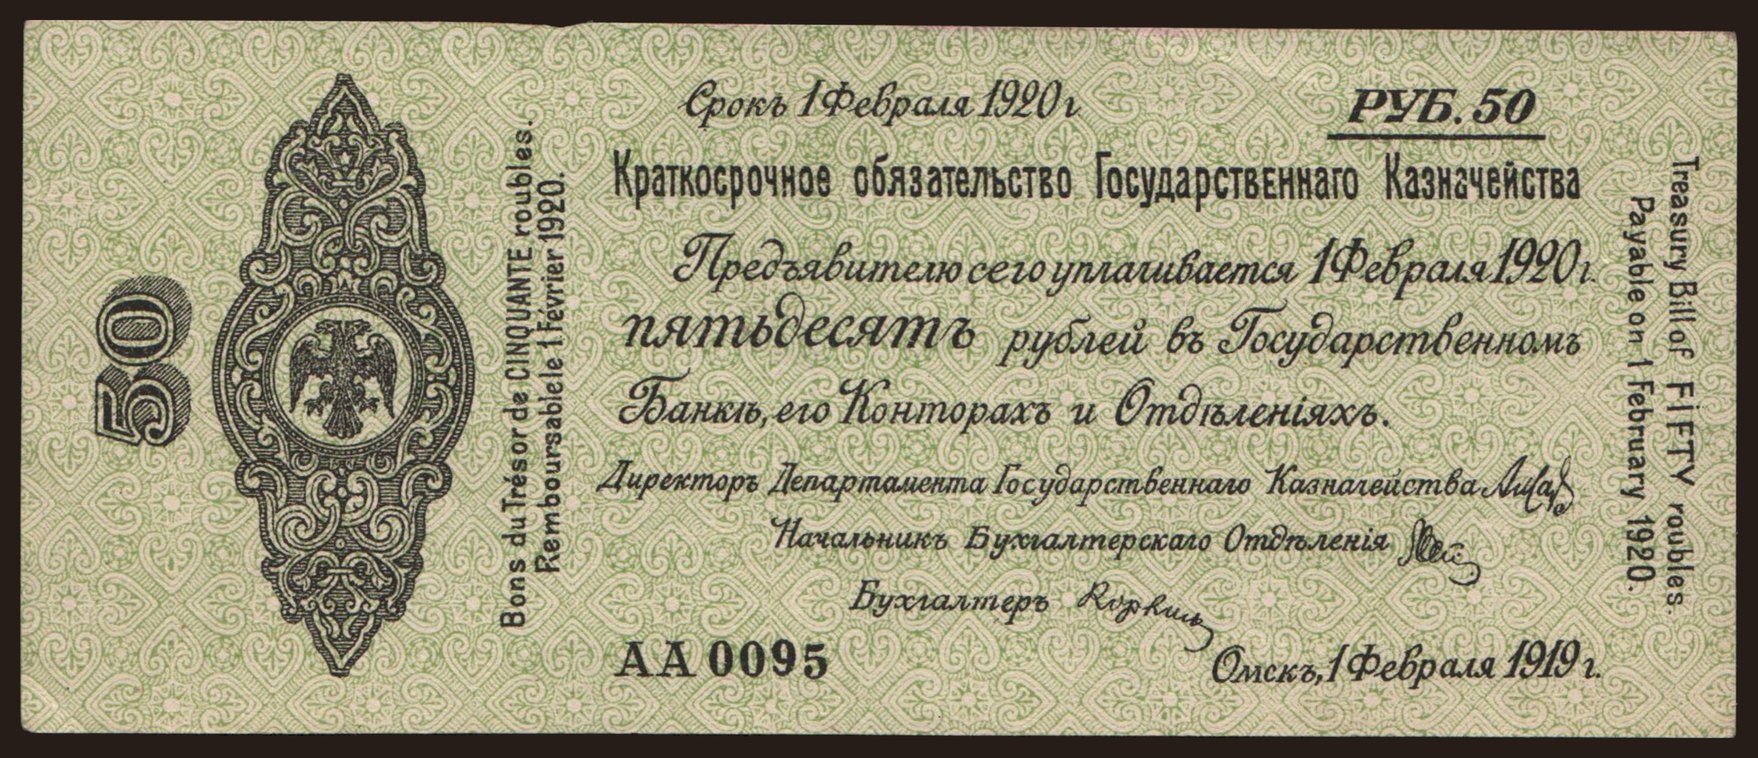 50
Bons du Trésor de CINQUANTE roubles.
Remboursable le 1 Février 1920.
Срокъ 1 Февраля 1920 г
РУБ. 50
Краткосрочное обязательство Государственнаго Казначейства
Предъявителю сего уплачивается 1 Февраля 1920 г.
пятьдесятъ рублей въ Государственномъ
Банкѣ, его Конторахъ и Отдѣленіяхъ.
Директоръ Департамента Государственнаго Казначейства
Начальникъ Бухгалтерскаго Отдѣленія
Бухгалтеръ
АА 0095
Омскъ, 1 Февраля 1919 г.
Treasury Bill of FIFTY roubles.
Payable on 1 February 1920.